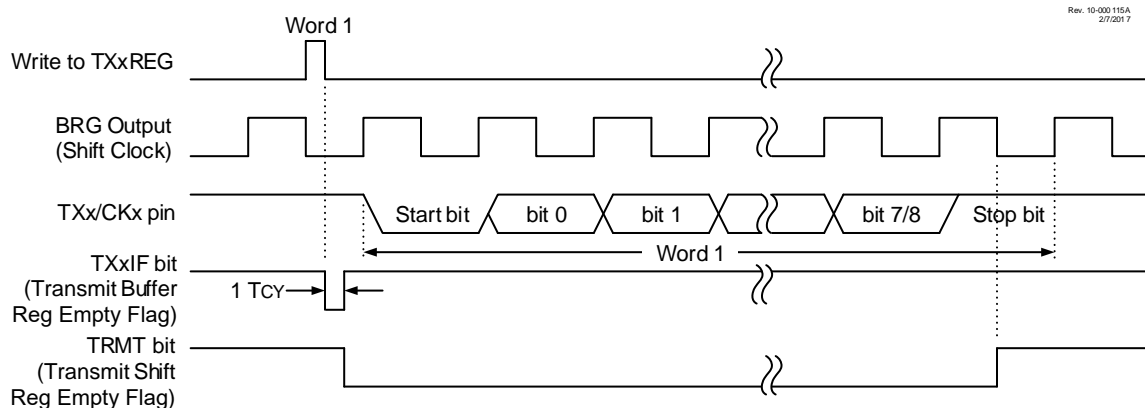 Rev. 10-000 115A
2/7/201 7
Word 1
Write to TXxREG
BRG Output
(Shift Clock)
TXx/CKx pin
Start bit
bit 0
bit 1
bit 7/8
Stop bit
Word 1
TXxIF bit
(Transmit Buffer
Reg Empty Flag)
1 TCY
TRMT bit
(Transmit Shift
Reg Empty Flag)